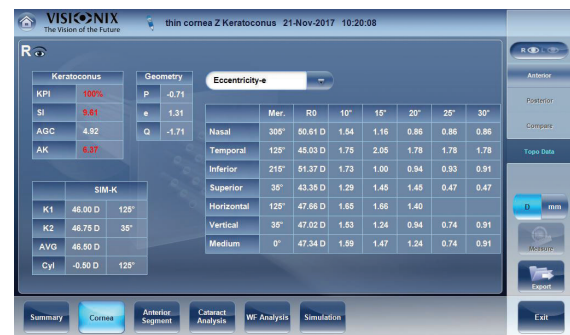 VISIONIX thin cornea Z Keratoconus 21-Nov-2017 10:20:08
The Vision of the Future
R
Keratoconus
KPI 100%
SI 9.61
AGC 4.92
AK 6.37
Geometry
P -0.71
e 1.31
Q -1.71
SIM-K
K1 46.00 D 125°
K2 46.75 D 35°
AVG 46.50 D
Cyl -0.50 D 125°
Eccentricity-e
Mer. R0 10° 15° 20° 25° 30°
Nasal 305° 50.61 D 1.54 1.16 0.86 0.86 0.86
Temporal 125° 45.03 D 1.75 2.05 1.78 1.78 1.78
Inferior 215° 51.37 D 1.73 1.00 0.94 0.93 0.91
Superior 35° 43.35 D 1.29 1.45 1.45 0.47 0.47
Horizontal 125° 47.66 D 1.65 1.66 1.40
Vertical 35° 47.02 D 1.53 1.24 0.94 0.74 0.91
Medium 0° 47.34 D 1.59 1.47 1.24 0.74 0.91
R
Anterior
Posterior
Compare
Topo Data
D mm
Measure
Export
Summary
Cornea
Anterior
Segment
Cataract
Analysis
WF Analysis
Simulation
Exit